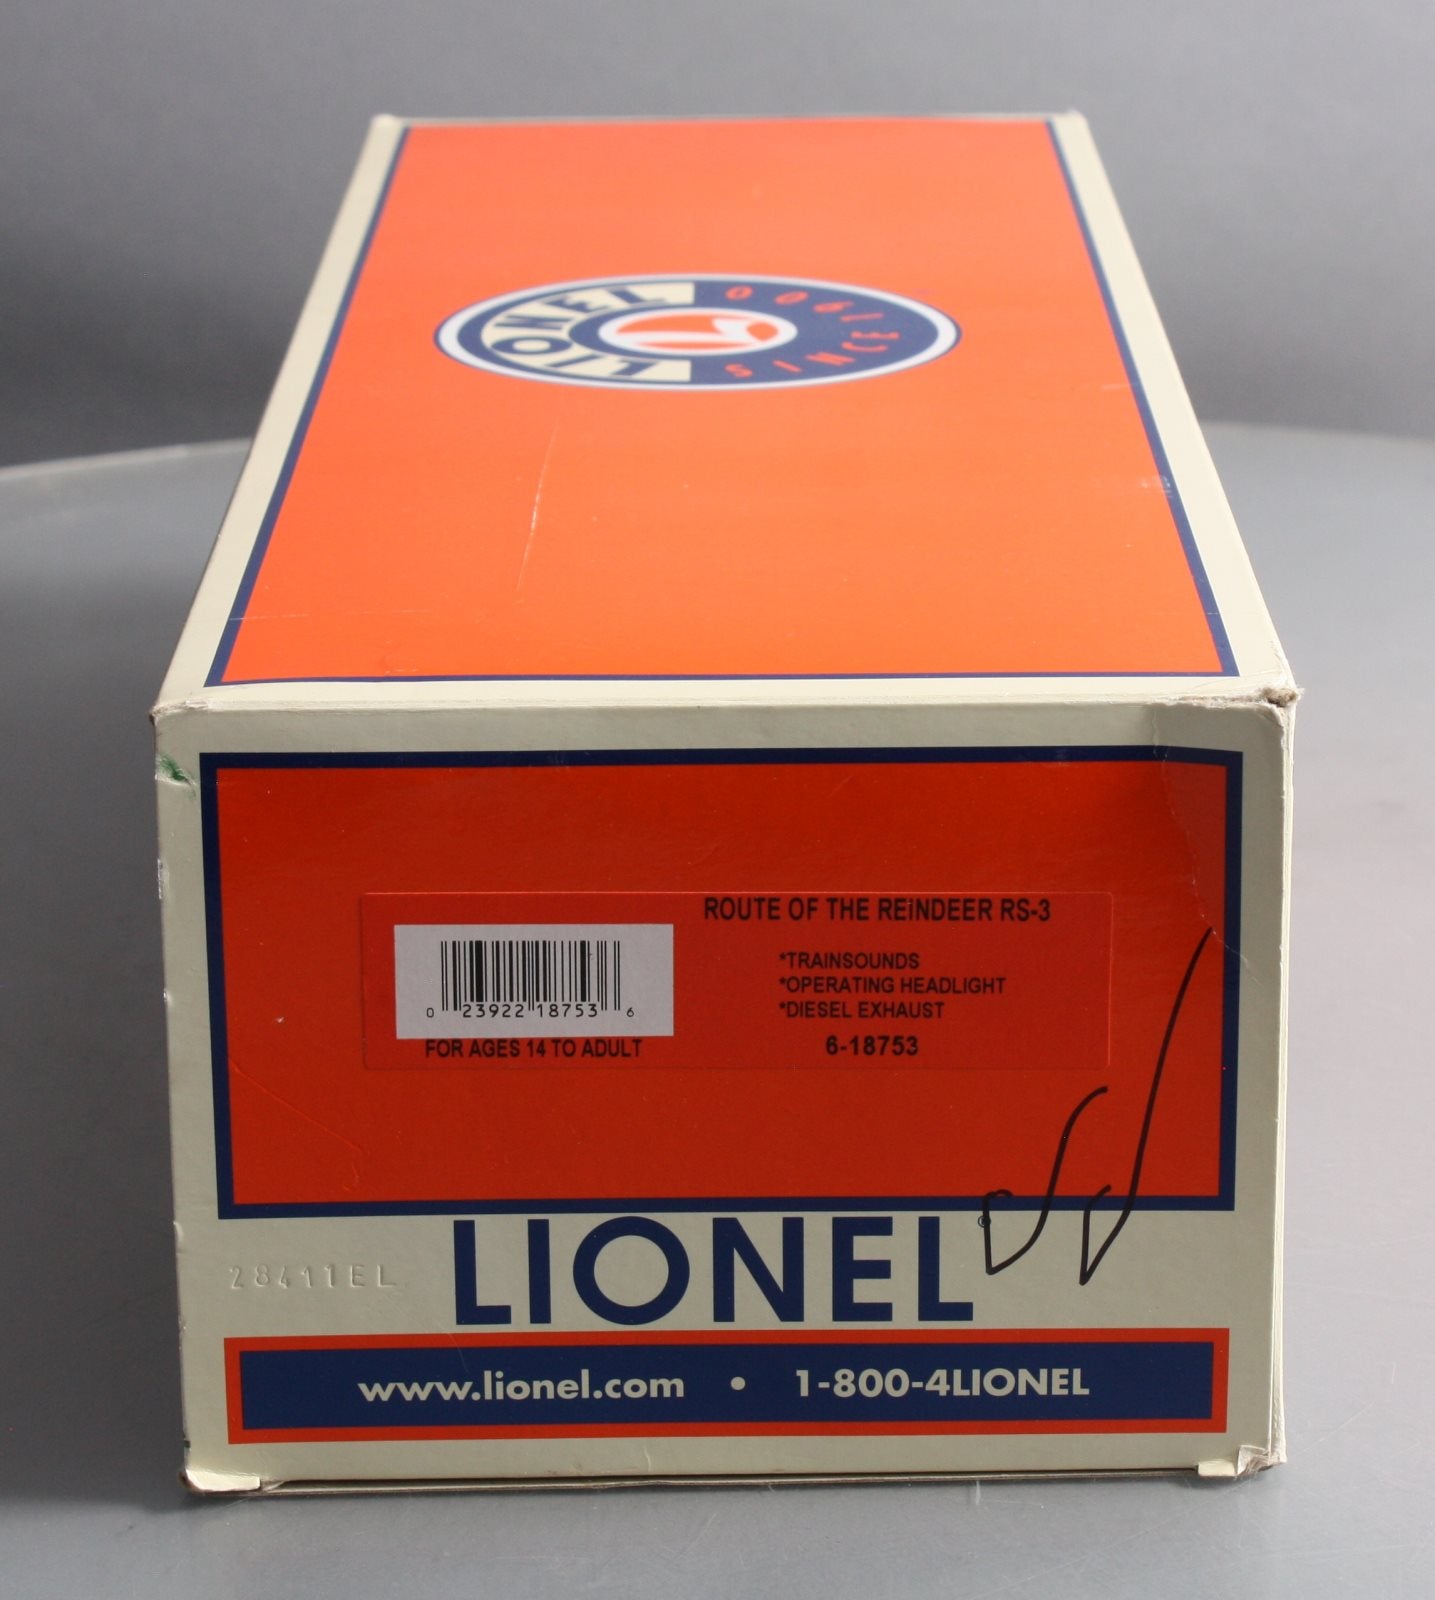 LIONEL
SINCE 1900
L
ROUTE OF THE REiNDEER RS-3
*TRAINSOUNDS
*OPERATING HEADLIGHT
*DIESEL EXHAUST
0 23922 18753 6
FOR AGES 14 TO ADULT
6-18753
LIONEL®
28411EL
www.lionel.com • 1-800-4LIONEL